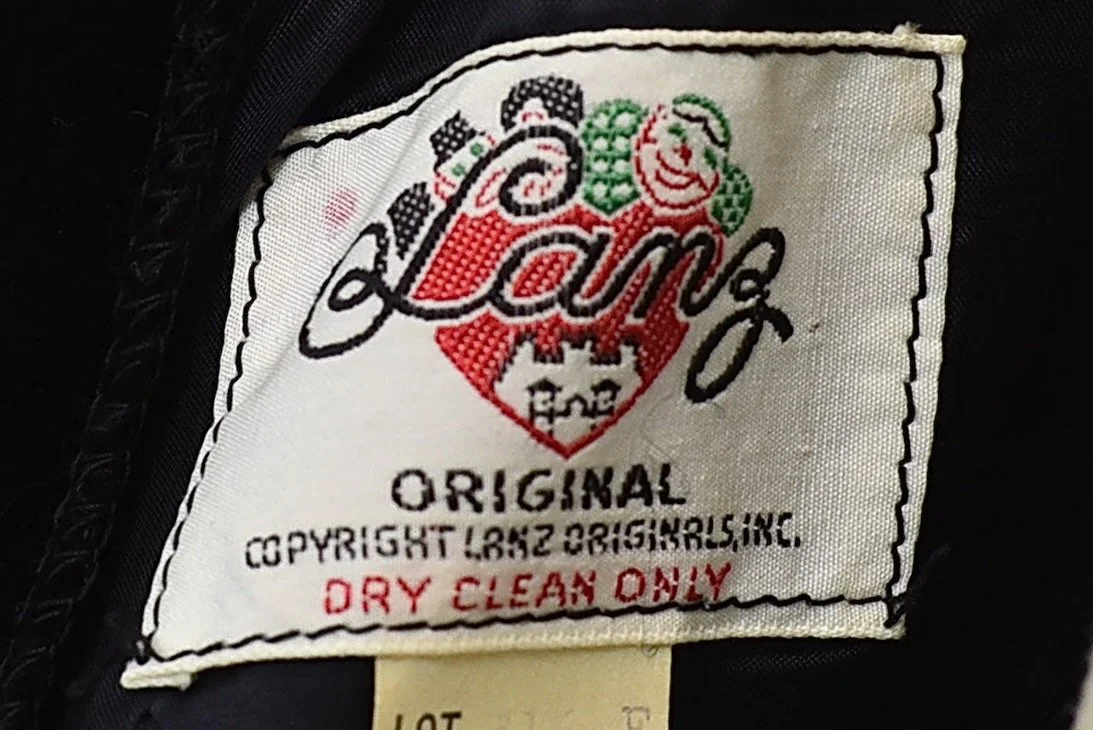 Lanz
ORIGINAL
COPYRIGHT LANZ ORIGINALS, INC.
DRY CLEAN ONLY
LOT